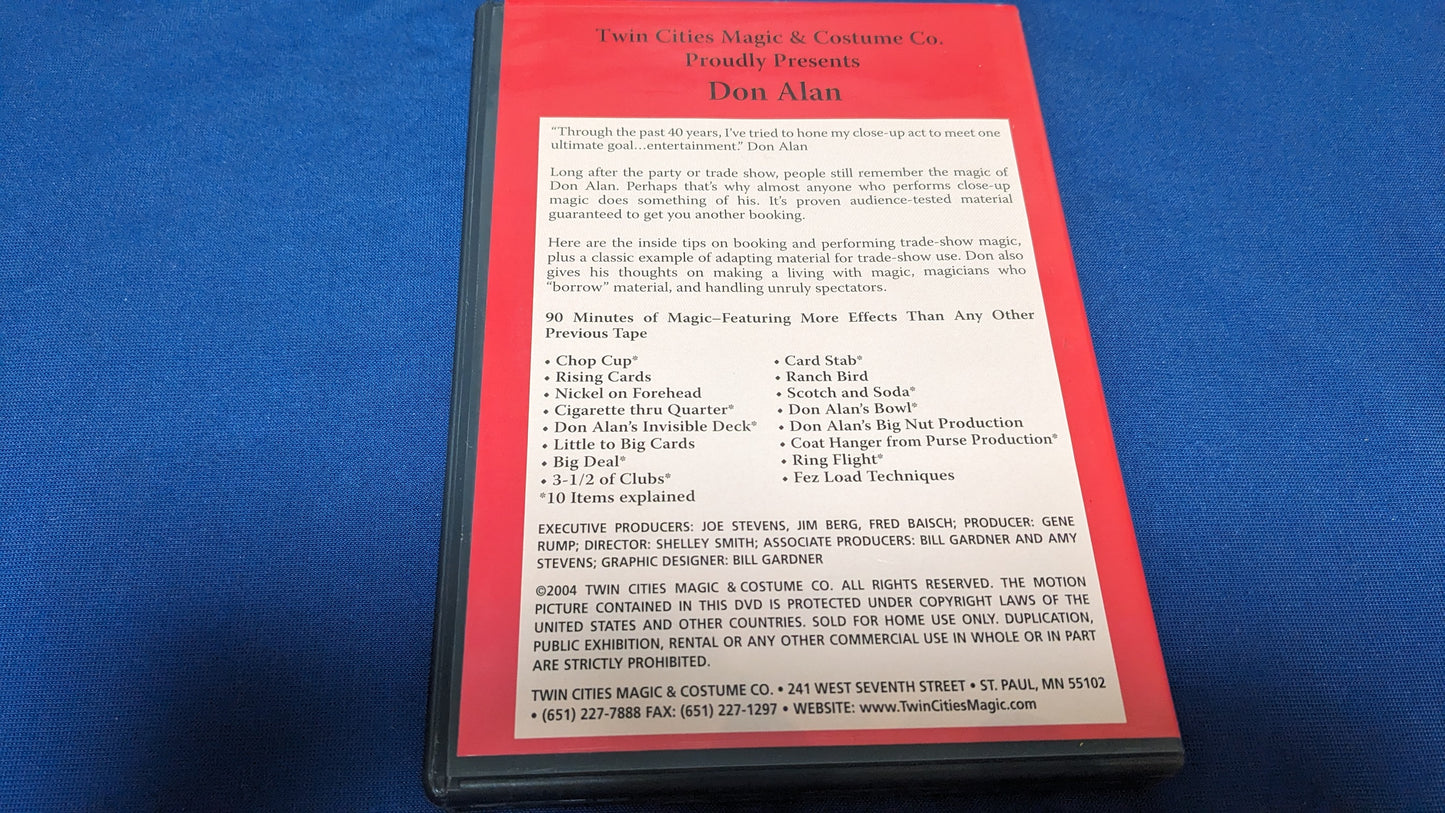 Twin Cities Magic & Costume Co.
Proudly Presents
Don Alan
“Through the past 40 years, I've tried to hone my close-up act to meet one
ultimate goal...entertainment.” Don Alan
Long after the party or trade show, people still remember the magic of
Don Alan. Perhaps that's why almost anyone who performs close-up
magic does something of his. It's proven audience-tested material
guaranteed to get you another booking.
Here are the inside tips on booking and performing trade-show magic,
plus a classic example of adapting material for trade-show use. Don also
gives his thoughts on making a living with magic, magicians who
“borrow” material, and handling unruly spectators.
90 Minutes of Magic–Featuring More Effects Than Any Other
Previous Tape
• Chop Cup*
• Rising Cards
• Nickel on Forehead
• Cigarette thru Quarter*
• Don Alan's Invisible Deck*
• Little to Big Cards
• Big Deal*
• 3-1/2 of Clubs*
*10 Items explained
• Card Stab*
• Ranch Bird
• Scotch and Soda*
• Don Alan's Bowl*
• Don Alan's Big Nut Production
• Coat Hanger from Purse Production*
• Ring Flight*
• Fez Load Techniques
EXECUTIVE PRODUCERS: JOE STEVENS, JIM BERG, FRED BAISCH; PRODUCER: GENE
RUMP; DIRECTOR: SHELLEY SMITH; ASSOCIATE PRODUCERS: BILL GARDNER AND AMY
STEVENS; GRAPHIC DESIGNER: BILL GARDNER
©2004 TWIN CITIES MAGIC & COSTUME CO. ALL RIGHTS RESERVED. THE MOTION
PICTURE CONTAINED IN THIS DVD IS PROTECTED UNDER COPYRIGHT LAWS OF THE
UNITED STATES AND OTHER COUNTRIES. SOLD FOR HOME USE ONLY. DUPLICATION,
PUBLIC EXHIBITION, RENTAL OR ANY OTHER COMMERCIAL USE IN WHOLE OR IN PART
ARE STRICTLY PROHIBITED.
TWIN CITIES MAGIC & COSTUME CO. • 241 WEST SEVENTH STREET • ST. PAUL, MN 55102
• (651) 227-7888 FAX: (651) 227-1297 • WEBSITE: www.TwinCitiesMagic.com